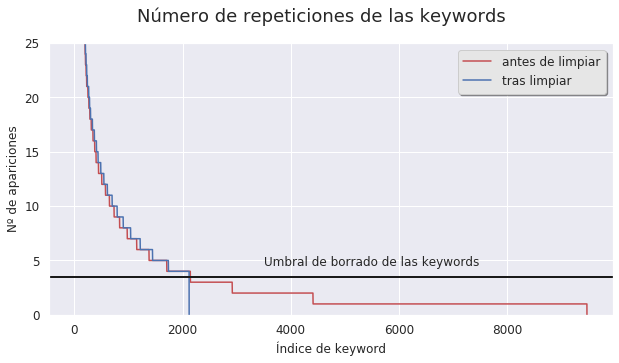 Número de repeticiones de las keywords
25
20
15
10
5
0
Nº de apariciones
antes de limpiar
tras limpiar
Umbral de borrado de las keywords
0 2000 4000 6000 8000
Índice de keyword